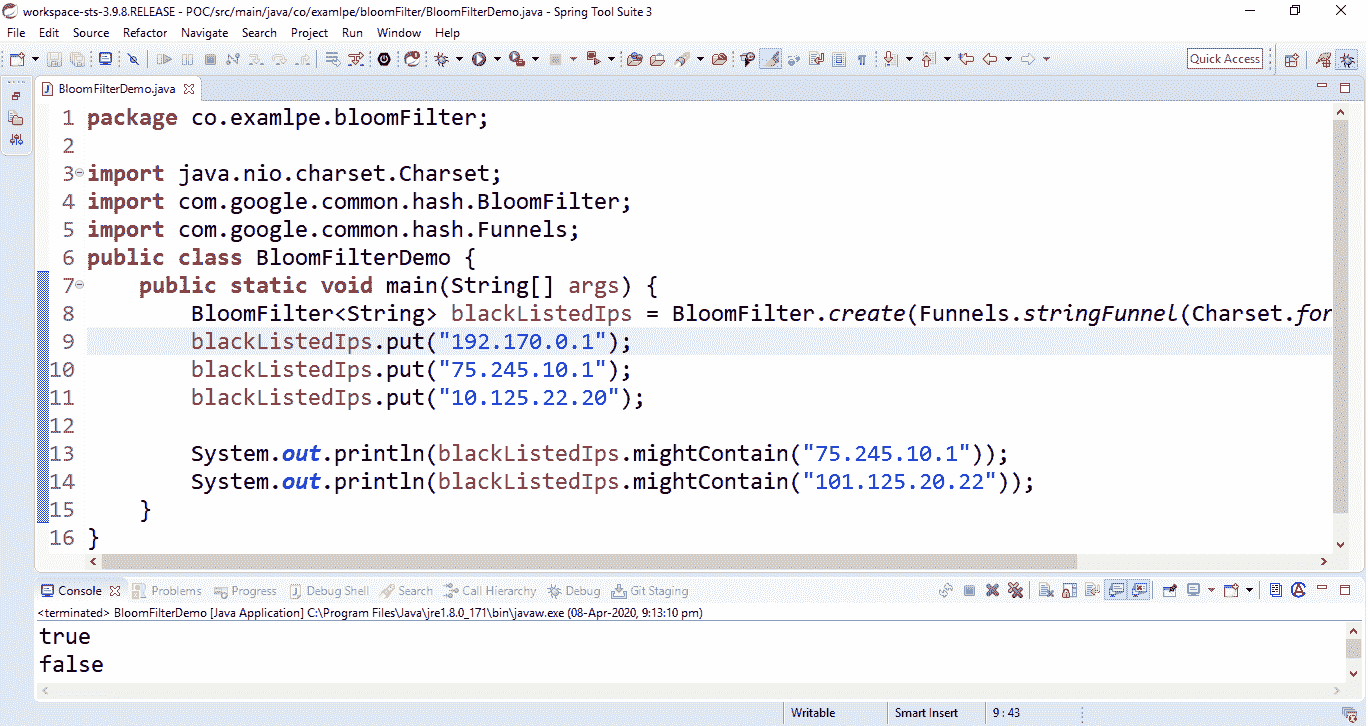 workspace-sts-3.9.8.RELEASE - POC/src/main/java/co/examlpe/bloomFilter/BloomFilterDemo.java - Spring Tool Suite 3
File Edit Source Refactor Navigate Search Project Run Window Help
Quick Access
BloomFilterDemo.java
1 package co.examlpe.bloomFilter;
2
3 import java.nio.charset.Charset;
4 import com.google.common.hash.BloomFilter;
5 import com.google.common.hash.Funnels;
6 public class BloomFilterDemo {
7 public static void main(String[] args) {
8 BloomFilter<String> blackListedIps = BloomFilter.create(Funnels.stringFunnel(Charset.for
9 blackListedIps.put("192.170.0.1");
10 blackListedIps.put("75.245.10.1");
11 blackListedIps.put("10.125.22.20");
12
13 System.out.println(blackListedIps.mightContain("75.245.10.1"));
14 System.out.println(blackListedIps.mightContain("101.125.20.22"));
15 }
16 }
Console Problems Progress Debug Shell Search Call Hierarchy Debug Git Staging
<terminated> BloomFilterDemo [Java Application] C:\Program Files\Java\jre1.8.0_171\bin\javaw.exe (08-Apr-2020, 9:13:10 pm)
true
false
Writable Smart Insert 9 : 43